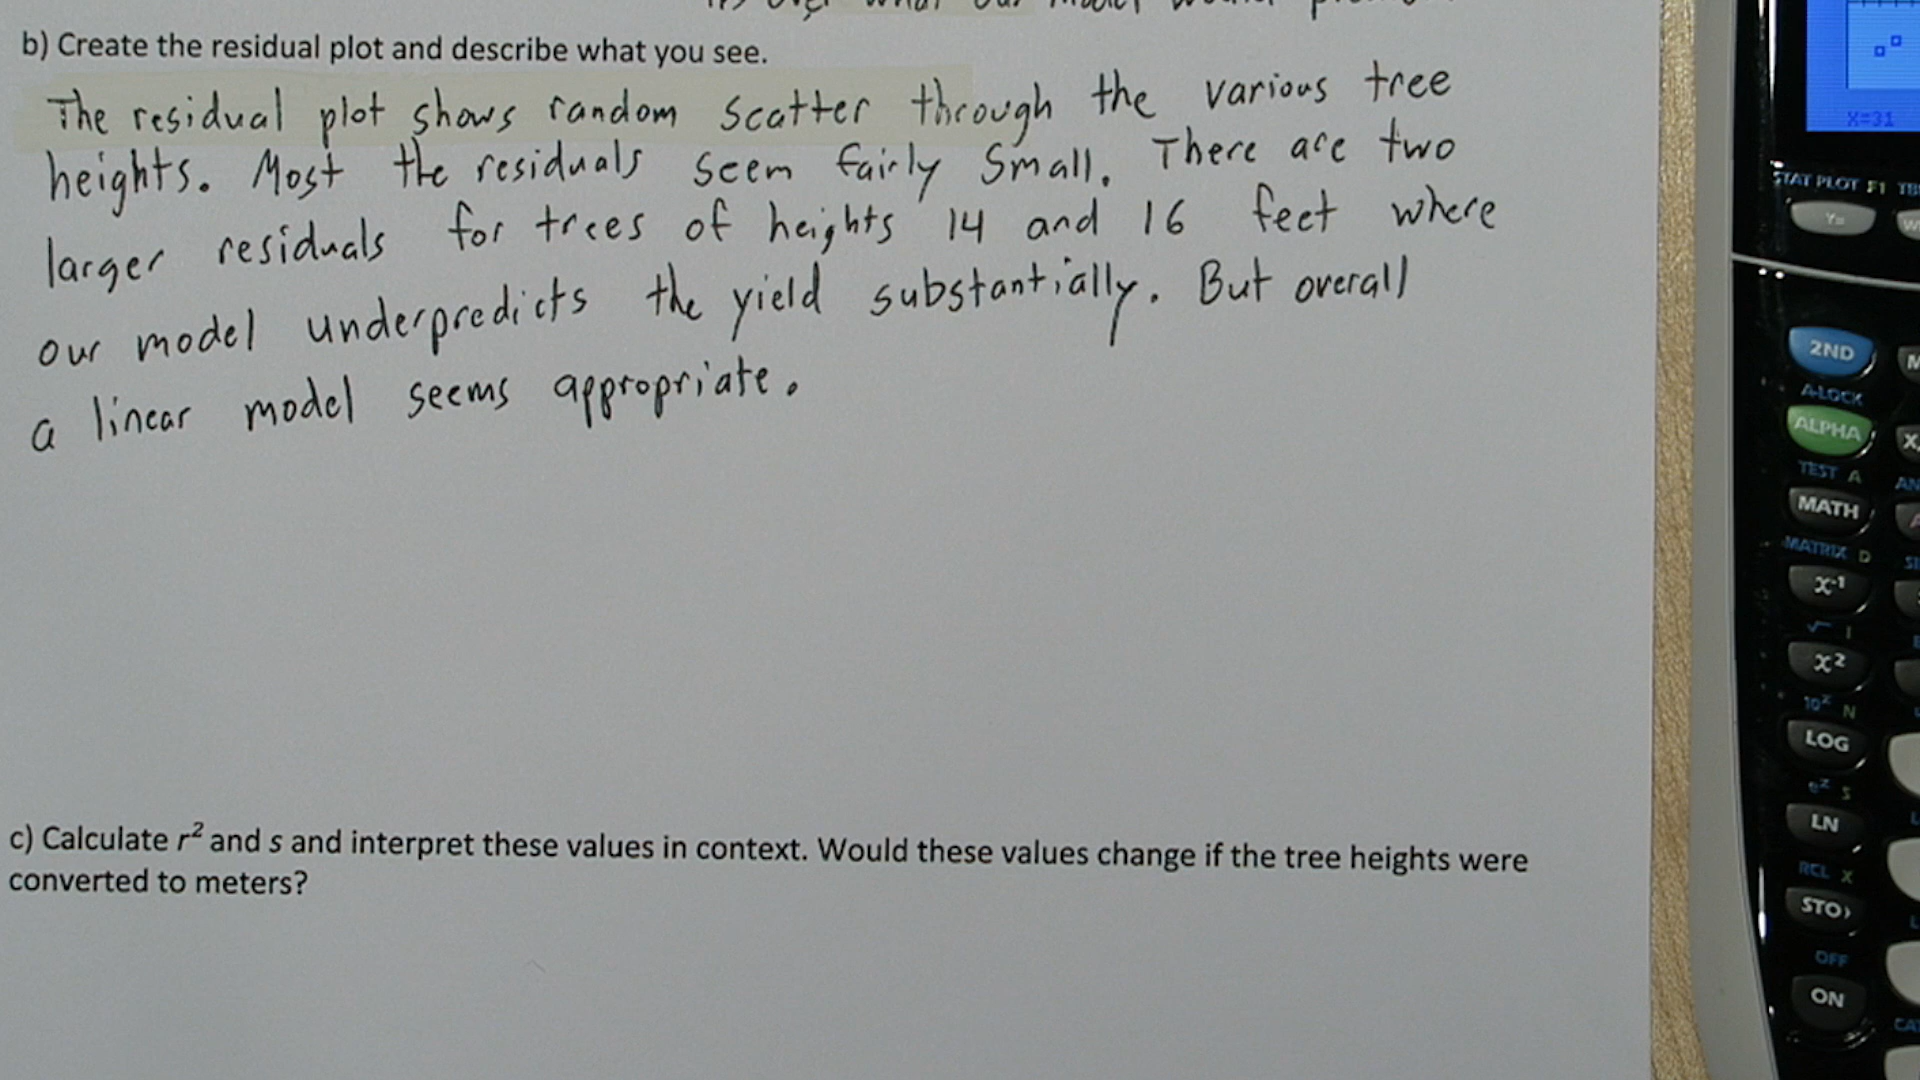 b) Create the residual plot and describe what you see.
The residual plot shows random scatter through the various tree
heights. Most the residuals seem fairly small. There are two
larger residuals for trees of heights 14 and 16 feet where
our model underpredicts the yield substantially. But overall
a linear model seems appropriate.
c) Calculate r² and s and interpret these values in context. Would these values change if the tree heights were
converted to meters?
X=31
STAT PLOT F1
Y=
2ND
A-LOCK
ALPHA
TEST A
MATH
MATRIX D
x⁻¹
√ I
x²
10ˣ N
LOG
eˣ S
LN
RCL X
STO›
OFF
ON